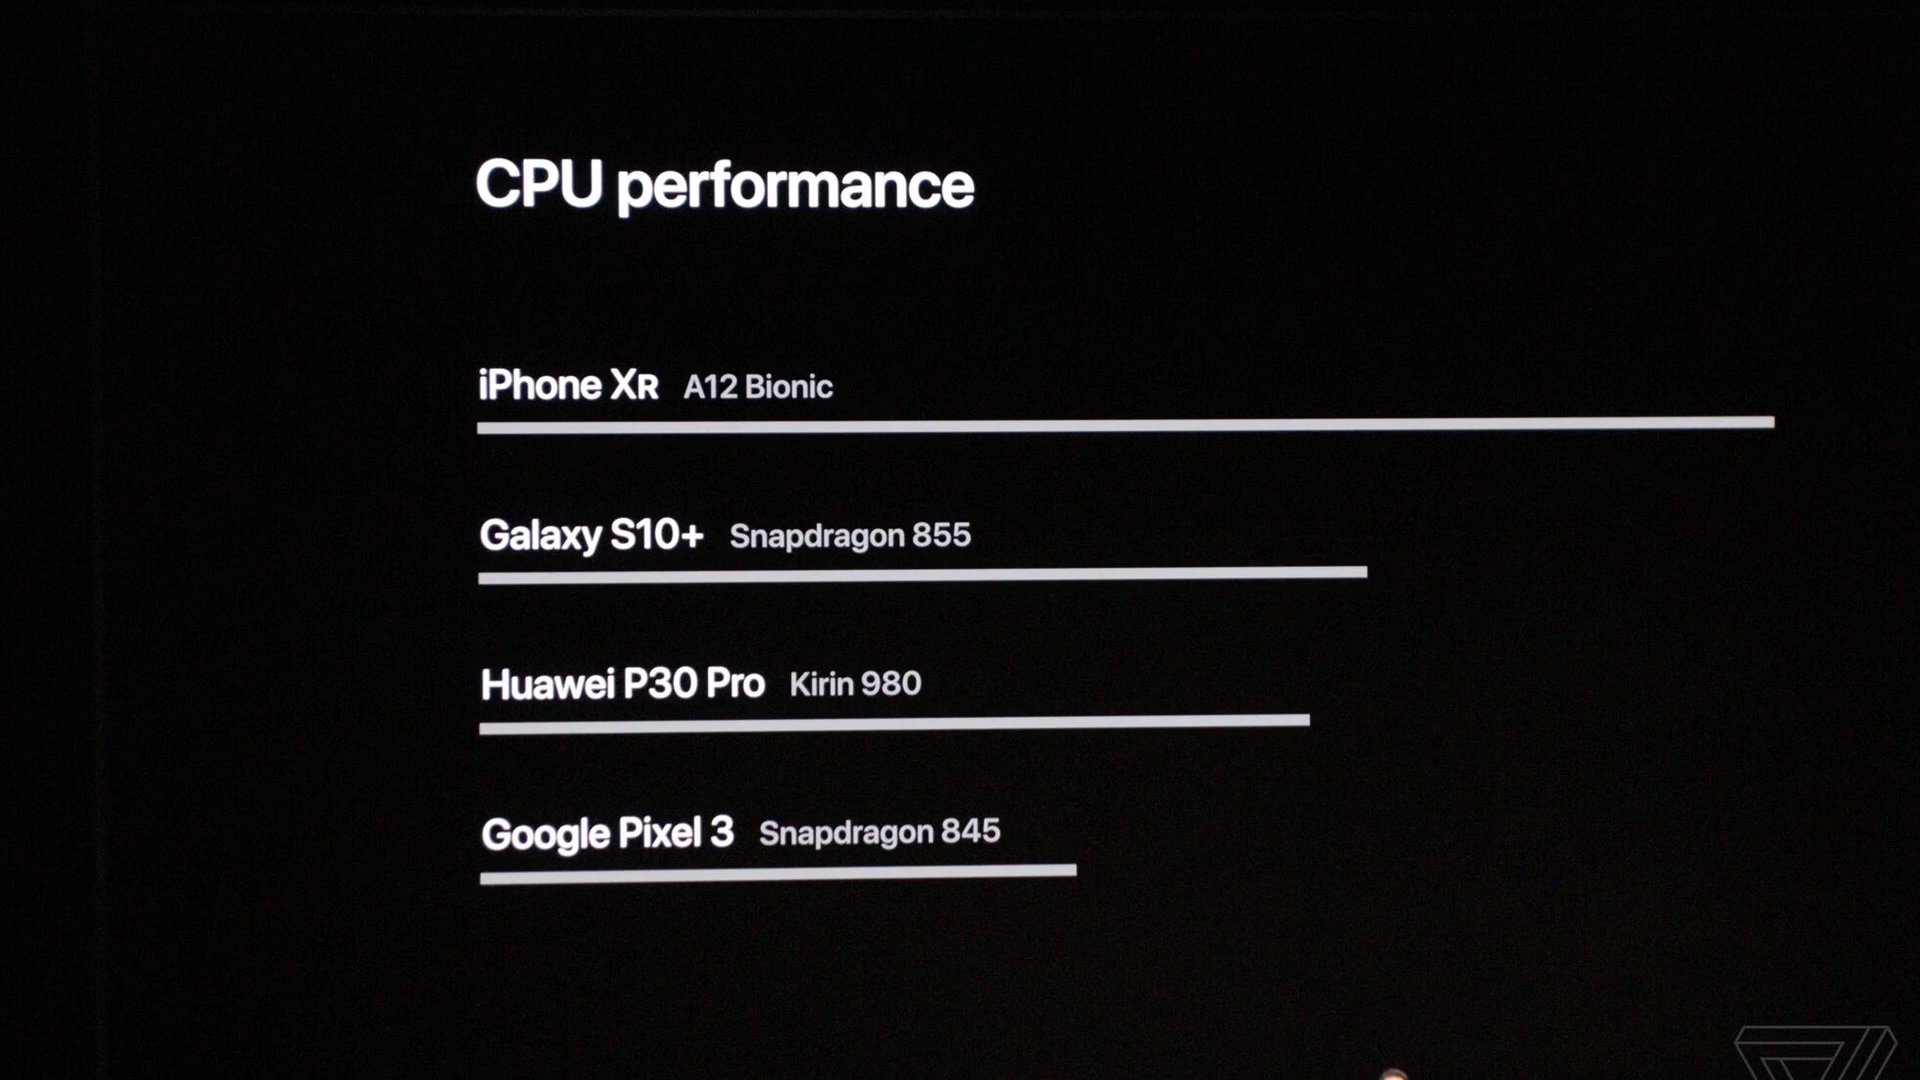 CPU performance
iPhone XR A12 Bionic
Galaxy S10+ Snapdragon 855
Huawei P30 Pro Kirin 980
Google Pixel 3 Snapdragon 845